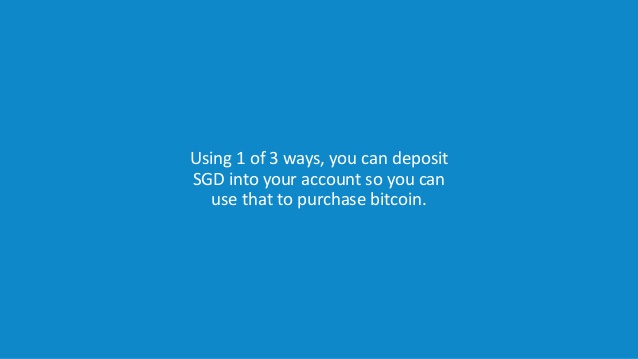 Using 1 of 3 ways, you can deposit
SGD into your account so you can
use that to purchase bitcoin.